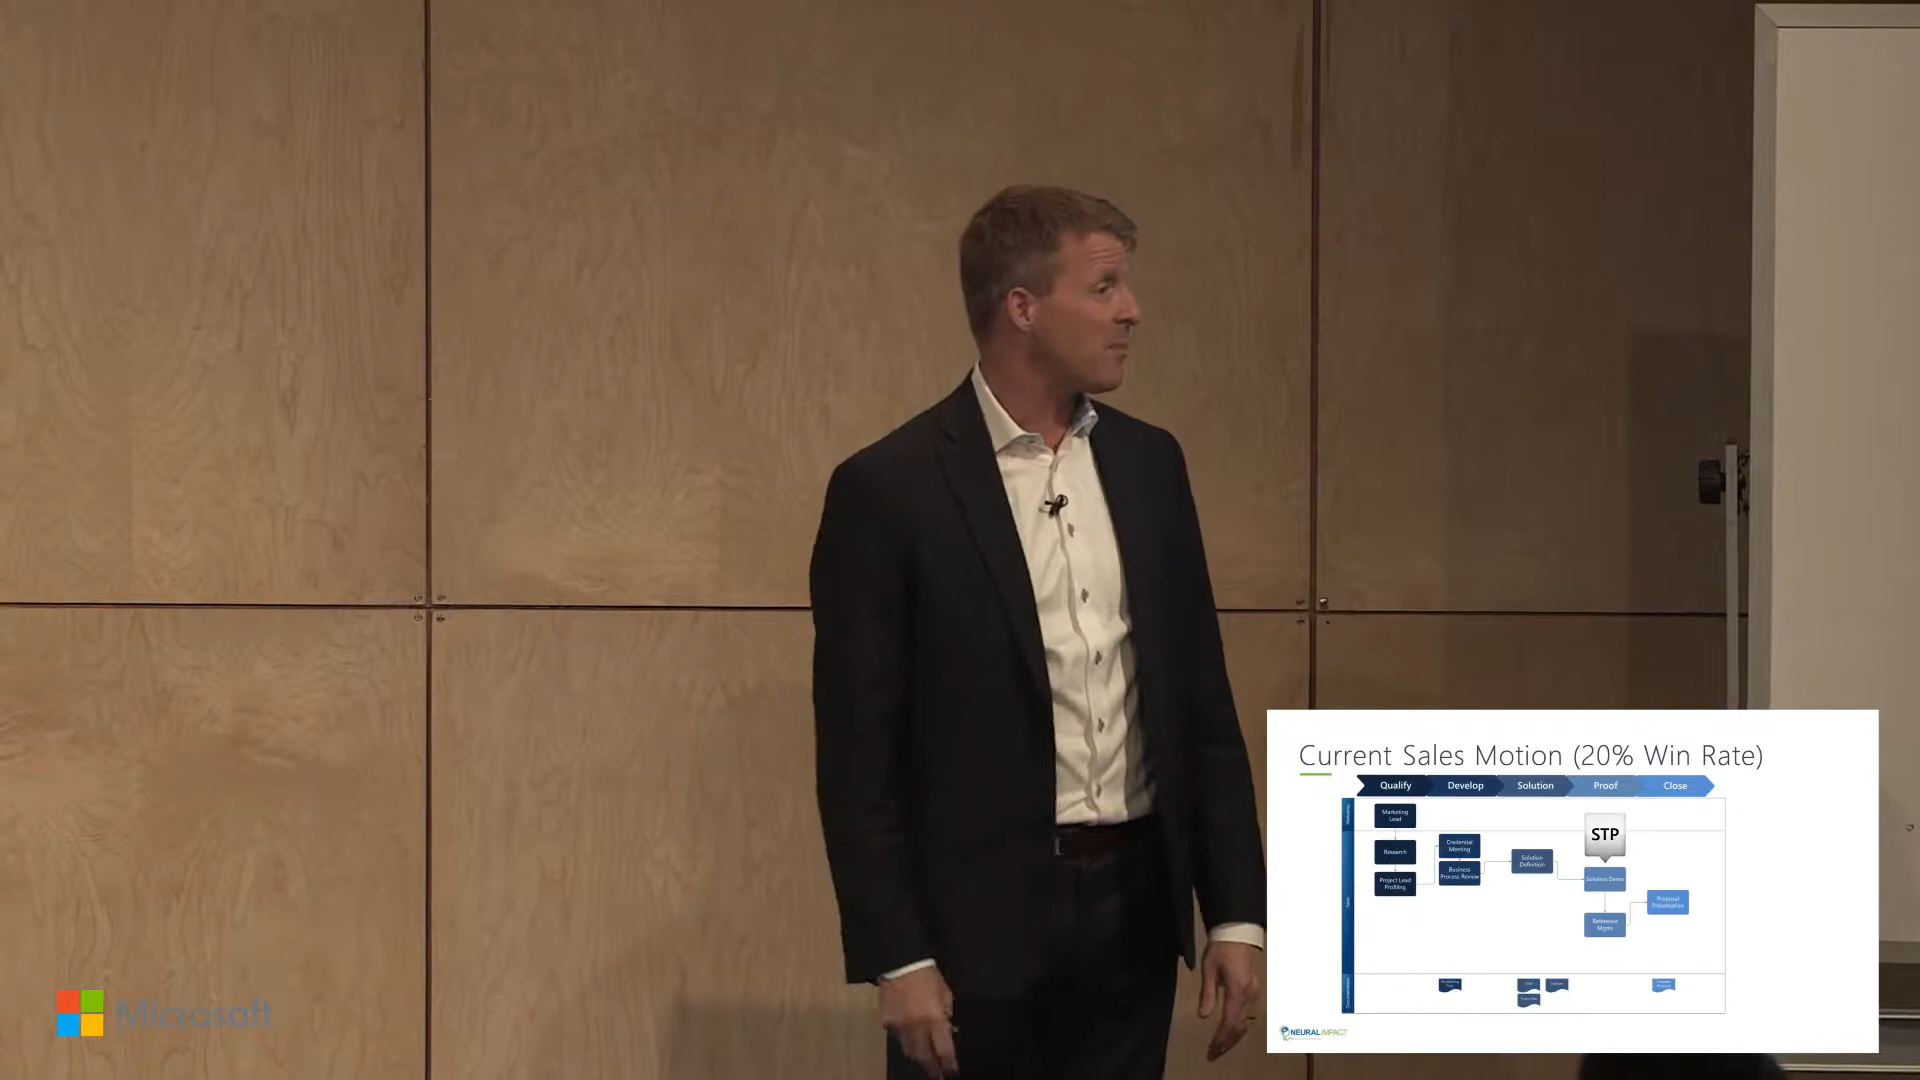 Current Sales Motion (20% Win Rate)
Qualify
Develop
Solution
Proof
Close
Marketing
Lead
STP
Research
Credential
Meeting
Business
Process Review
Solution
Definition
Project Lead
Profiling
Solution Demo
Proposal
Presentation
Reference
Mgmt
NEURAL IMPACT
Microsoft